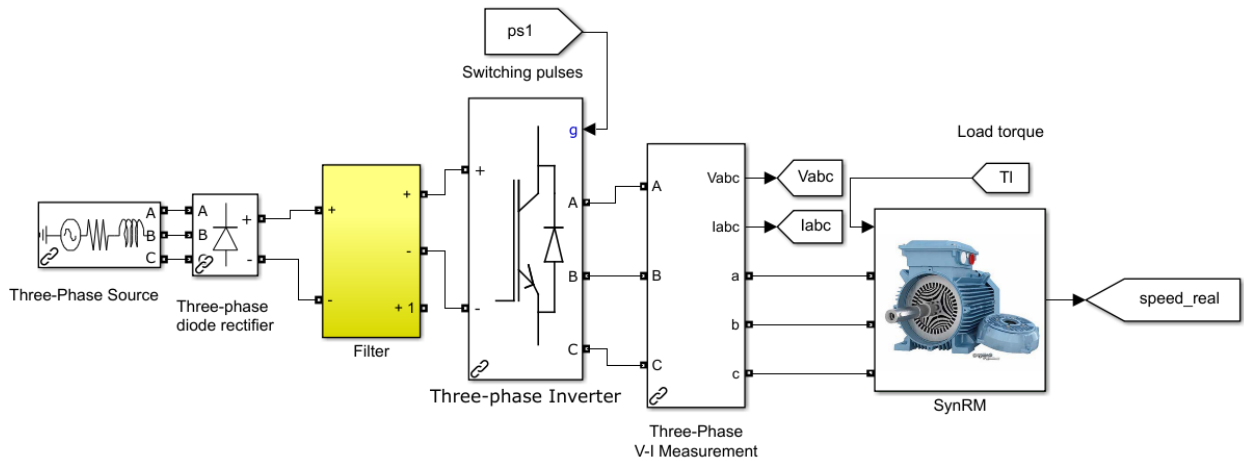 ps1
Switching pulses
g
+
-
A
B
C
Three-phase Inverter
A
B
C
Three-Phase Source
A
B
C
+
-
Three-phase
diode rectifier
+
-
+
-
+ 1
Filter
A
B
C
Vabc
Iabc
a
b
c
Three-Phase
V-I Measurement
Vabc
Iabc
Load torque
Tl
SynRM
speed_real